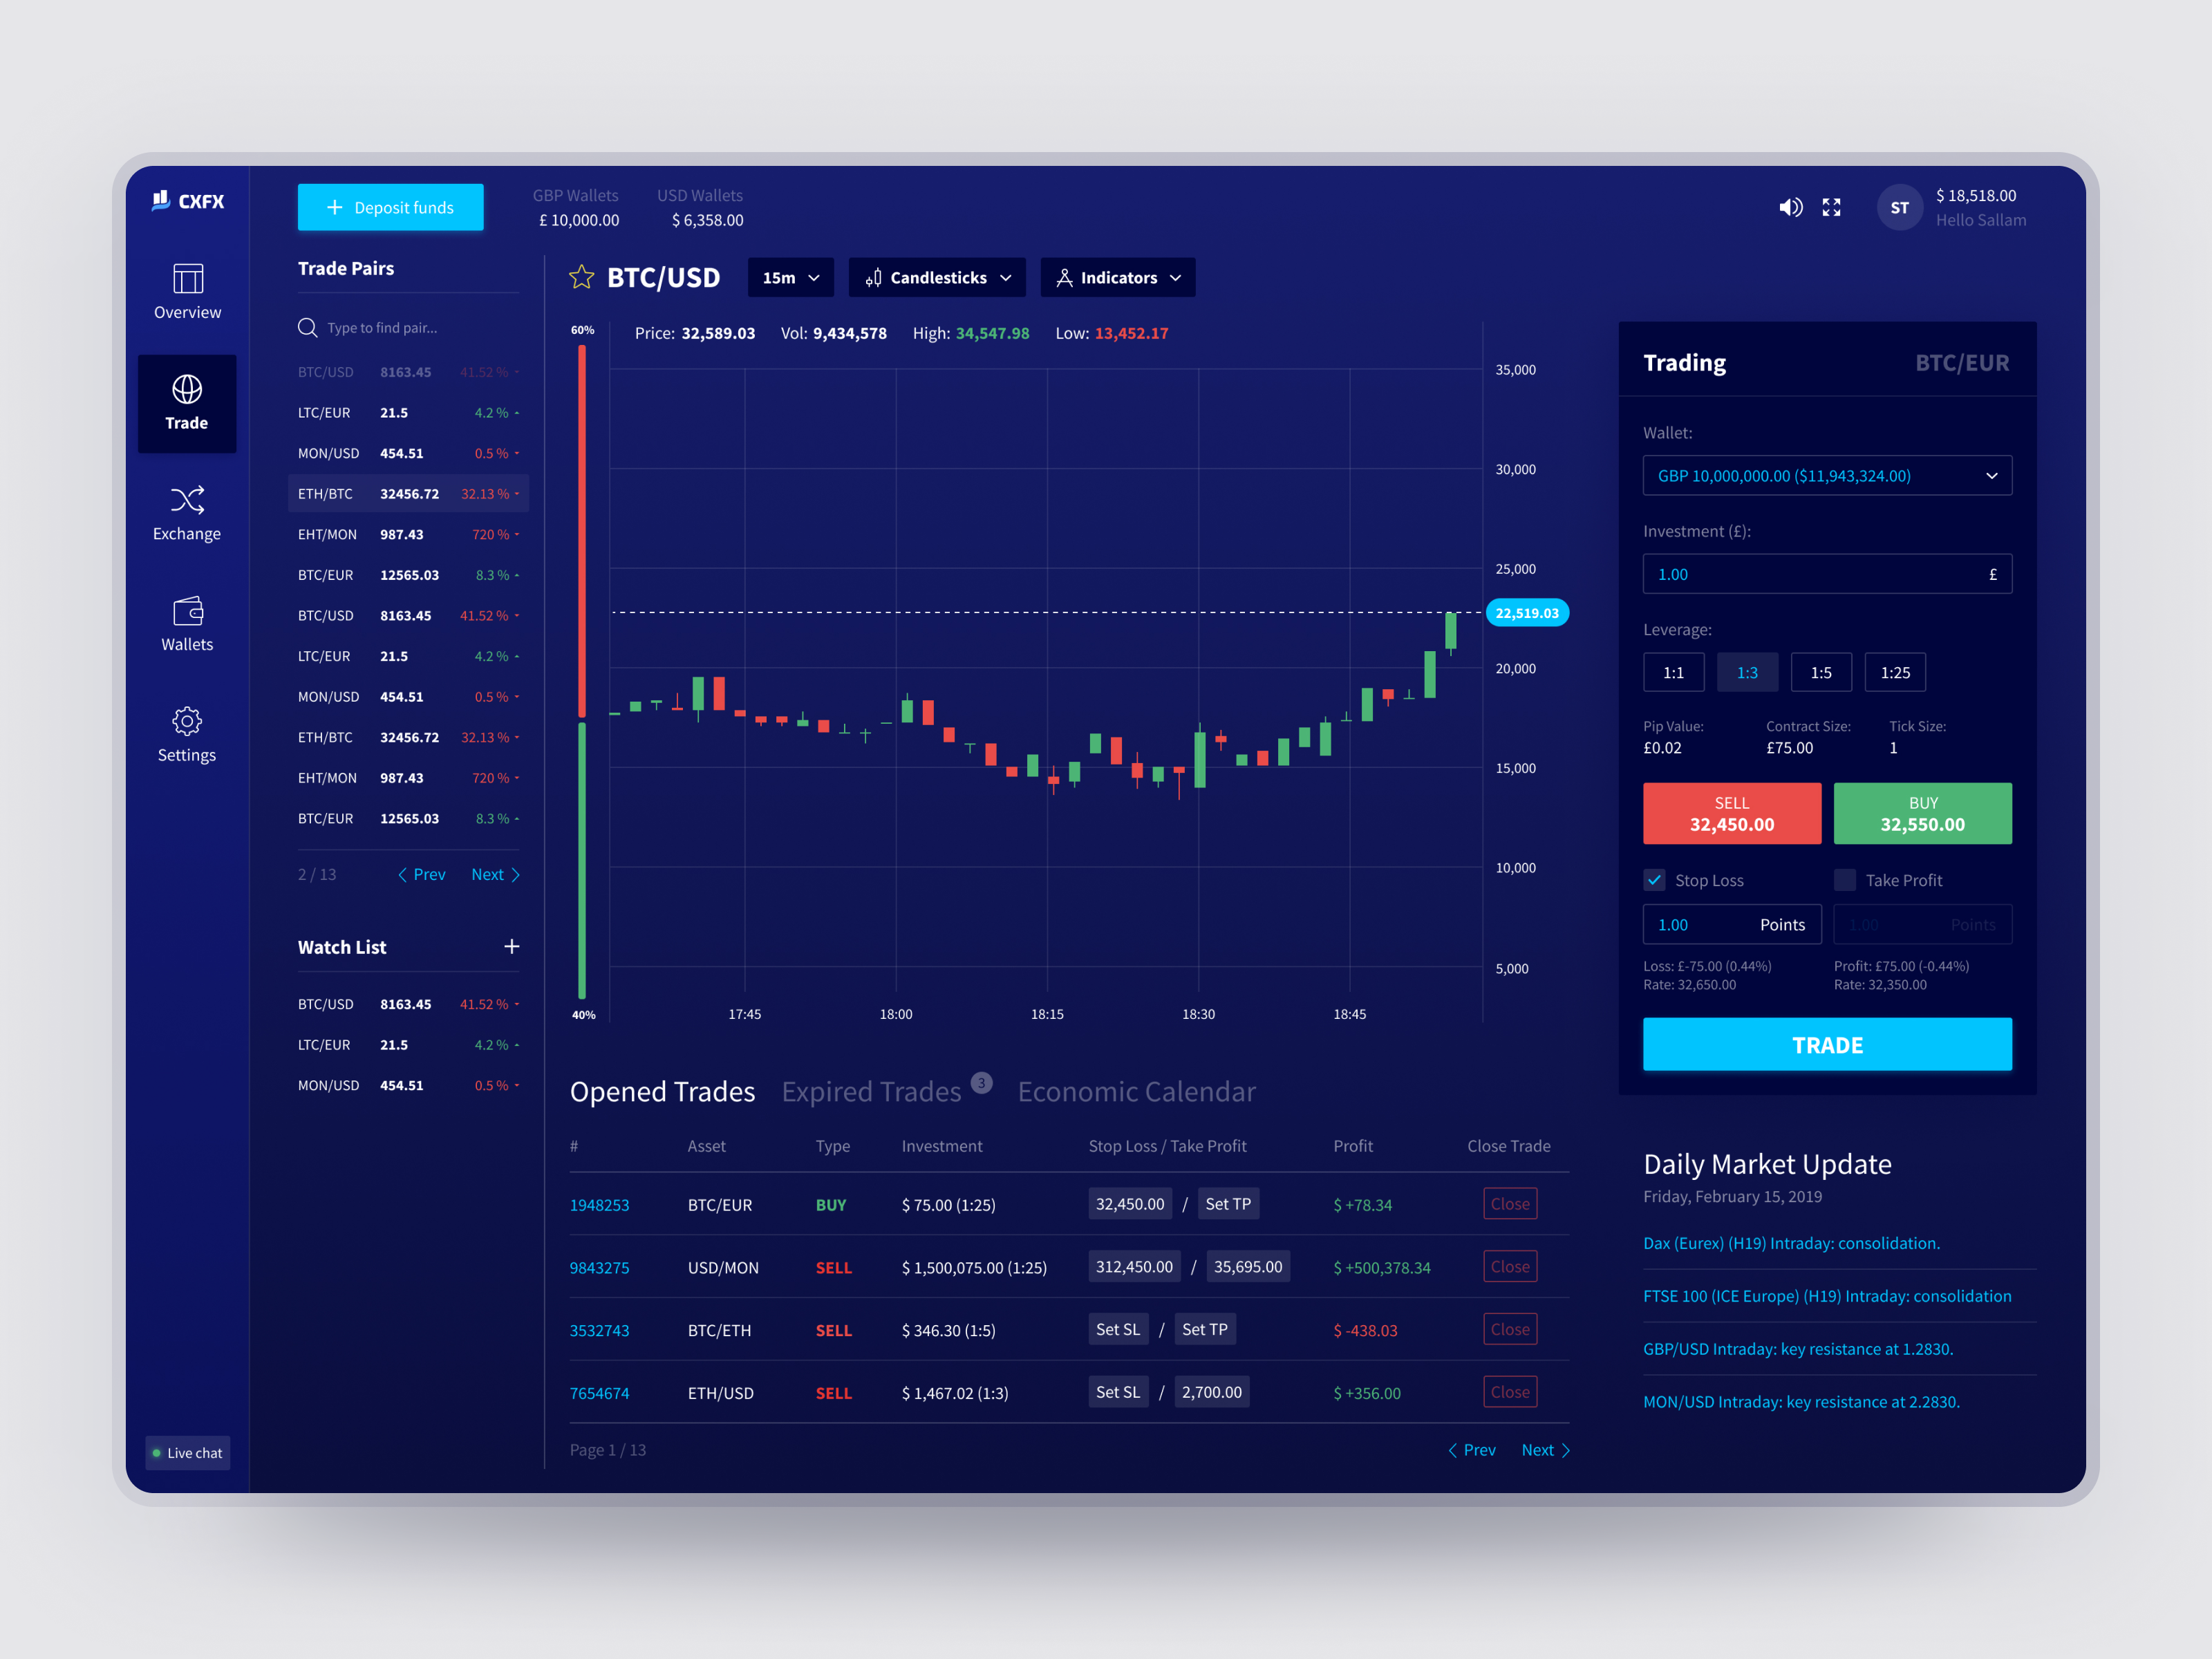 CXFX
Overview
Trade
Exchange
Wallets
Settings
Live chat
+ Deposit funds
GBP Wallets
£ 10,000.00
USD Wallets
$ 6,358.00
ST
$ 18,518.00
Hello Sallam
Trade Pairs
Type to find pair...
BTC/USD 8163.45 41.52 %
LTC/EUR 21.5 4.2 %
MON/USD 454.51 0.5 %
ETH/BTC 32456.72 32.13 %
EHT/MON 987.43 720 %
BTC/EUR 12565.03 8.3 %
BTC/USD 8163.45 41.52 %
LTC/EUR 21.5 4.2 %
MON/USD 454.51 0.5 %
ETH/BTC 32456.72 32.13 %
EHT/MON 987.43 720 %
BTC/EUR 12565.03 8.3 %
2 / 13 Prev Next
Watch List +
BTC/USD 8163.45 41.52 %
LTC/EUR 21.5 4.2 %
MON/USD 454.51 0.5 %
BTC/USD 15m Candlesticks Indicators
60%
40%
Price: 32,589.03 Vol: 9,434,578 High: 34,547.98 Low: 13,452.17
35,000
30,000
25,000
22,519.03
20,000
15,000
10,000
5,000
17:45 18:00 18:15 18:30 18:45
Opened Trades Expired Trades 3 Economic Calendar
# Asset Type Investment Stop Loss / Take Profit Profit Close Trade
1948253 BTC/EUR BUY $ 75.00 (1:25) 32,450.00 / Set TP $ +78.34 Close
9843275 USD/MON SELL $ 1,500,075.00 (1:25) 312,450.00 / 35,695.00 $ +500,378.34 Close
3532743 BTC/ETH SELL $ 346.30 (1:5) Set SL / Set TP $ -438.03 Close
7654674 ETH/USD SELL $ 1,467.02 (1:3) Set SL / 2,700.00 $ +356.00 Close
Page 1 / 13 Prev Next
Trading BTC/EUR
Wallet:
GBP 10,000,000.00 ($11,943,324.00)
Investment (£):
1.00 £
Leverage:
1:1 1:3 1:5 1:25
Pip Value: Contract Size: Tick Size:
£0.02 £75.00 1
SELL
32,450.00
BUY
32,550.00
Stop Loss Take Profit
1.00 Points 1.00 Points
Loss: £-75.00 (0.44%) Profit: £75.00 (-0.44%)
Rate: 32,650.00 Rate: 32,350.00
TRADE
Daily Market Update
Friday, February 15, 2019
Dax (Eurex) (H19) Intraday: consolidation.
FTSE 100 (ICE Europe) (H19) Intraday: consolidation
GBP/USD Intraday: key resistance at 1.2830.
MON/USD Intraday: key resistance at 2.2830.